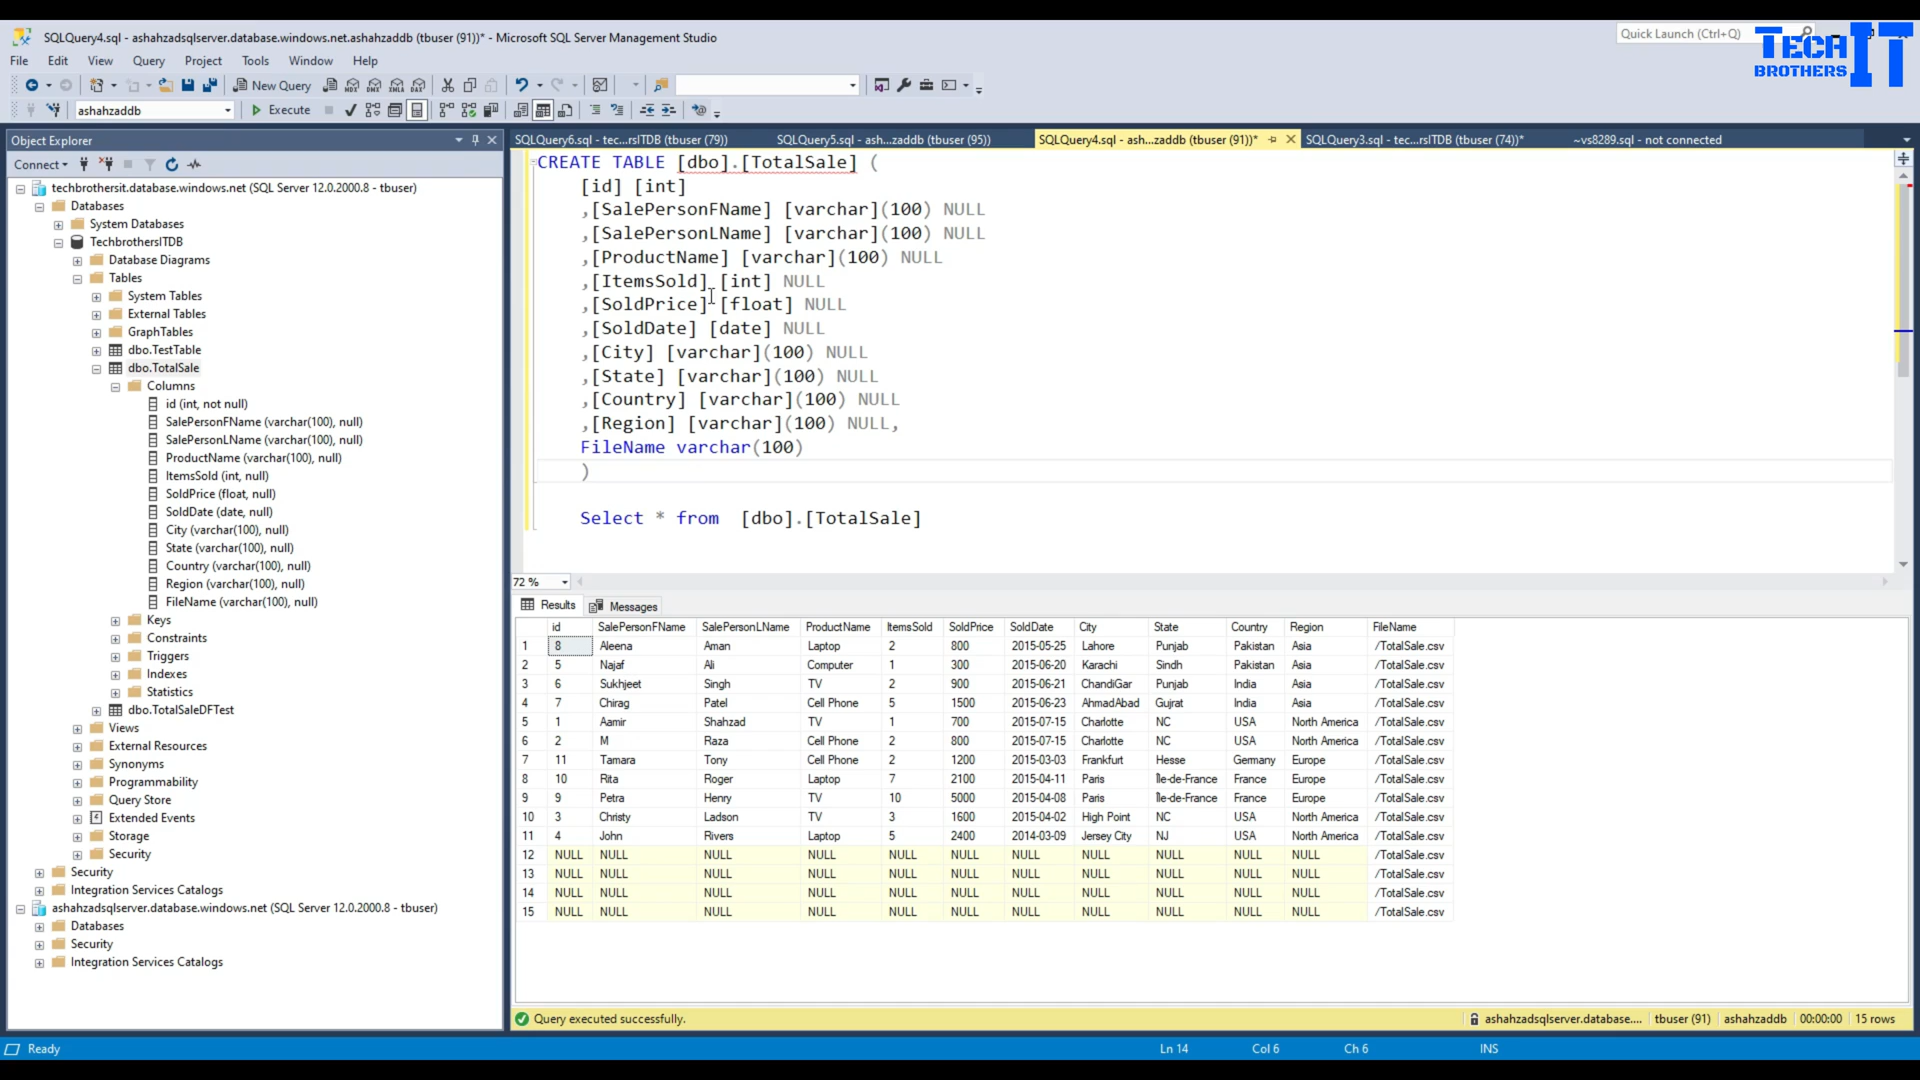 SQLQuery4.sql - ashahzadsqlserver.database.windows.net.ashahzaddb (tbuser (91))* - Microsoft SQL Server Management Studio
Quick Launch (Ctrl+Q)
TECH IT
BROTHERS
File Edit View Query Project Tools Window Help
New Query
ashahzaddb
Execute
Object Explorer
SQLQuery6.sql - tec...rsITDB (tbuser (79))
SQLQuery5.sql - ash...zaddb (tbuser (95))
SQLQuery4.sql - ash...zaddb (tbuser (91))*
SQLQuery3.sql - tec...rsITDB (tbuser (74))*
~vs8289.sql - not connected
Connect
techbrothersit.database.windows.net (SQL Server 12.0.2000.8 - tbuser)
Databases
System Databases
TechbrothersITDB
Database Diagrams
Tables
System Tables
External Tables
GraphTables
dbo.TestTable
dbo.TotalSale
Columns
id (int, not null)
SalePersonFName (varchar(100), null)
SalePersonLName (varchar(100), null)
ProductName (varchar(100), null)
ItemsSold (int, null)
SoldPrice (float, null)
SoldDate (date, null)
City (varchar(100), null)
State (varchar(100), null)
Country (varchar(100), null)
Region (varchar(100), null)
FileName (varchar(100), null)
Keys
Constraints
Triggers
Indexes
Statistics
dbo.TotalSaleDFTest
Views
External Resources
Synonyms
Programmability
Query Store
Extended Events
Storage
Security
Security
Integration Services Catalogs
ashahzadsqlserver.database.windows.net (SQL Server 12.0.2000.8 - tbuser)
Databases
Security
Integration Services Catalogs
CREATE TABLE [dbo].[TotalSale] (
[id] [int]
,[SalePersonFName] [varchar](100) NULL
,[SalePersonLName] [varchar](100) NULL
,[ProductName] [varchar](100) NULL
,[ItemsSold] [int] NULL
,[SoldPrice] [float] NULL
,[SoldDate] [date] NULL
,[City] [varchar](100) NULL
,[State] [varchar](100) NULL
,[Country] [varchar](100) NULL
,[Region] [varchar](100) NULL,
FileName varchar(100)
)
Select * from [dbo].[TotalSale]
72 %
Results Messages
id SalePersonFName SalePersonLName ProductName ItemsSold SoldPrice SoldDate City State Country Region FileName
1 8 Aleena Aman Laptop 2 800 2015-05-25 Lahore Punjab Pakistan Asia /TotalSale.csv
2 5 Najaf Ali Computer 1 300 2015-06-20 Karachi Sindh Pakistan Asia /TotalSale.csv
3 6 Sukhjeet Singh TV 2 900 2015-06-21 ChandiGar Punjab India Asia /TotalSale.csv
4 7 Chirag Patel Cell Phone 5 1500 2015-06-23 AhmadAbad Gujrat India Asia /TotalSale.csv
5 1 Aamir Shahzad TV 1 700 2015-07-15 Charlotte NC USA North America /TotalSale.csv
6 2 M Raza Cell Phone 2 800 2015-07-15 Charlotte NC USA North America /TotalSale.csv
7 11 Tamara Tony Cell Phone 2 1200 2015-03-03 Frankfurt Hesse Germany Europe /TotalSale.csv
8 10 Rita Roger Laptop 7 2100 2015-04-11 Paris Île-de-France France Europe /TotalSale.csv
9 9 Petra Henry TV 10 5000 2015-04-08 Paris Île-de-France France Europe /TotalSale.csv
10 3 Christy Ladson TV 3 1600 2015-04-02 High Point NC USA North America /TotalSale.csv
11 4 John Rivers Laptop 5 2400 2014-03-09 Jersey City NJ USA North America /TotalSale.csv
12 NULL NULL NULL NULL NULL NULL NULL NULL NULL NULL NULL /TotalSale.csv
13 NULL NULL NULL NULL NULL NULL NULL NULL NULL NULL NULL /TotalSale.csv
14 NULL NULL NULL NULL NULL NULL NULL NULL NULL NULL NULL /TotalSale.csv
15 NULL NULL NULL NULL NULL NULL NULL NULL NULL NULL NULL /TotalSale.csv
Query executed successfully.
ashahzadsqlserver.database.... tbuser (91) ashahzaddb 00:00:00 15 rows
Ready
Ln 14 Col 6 Ch 6 INS